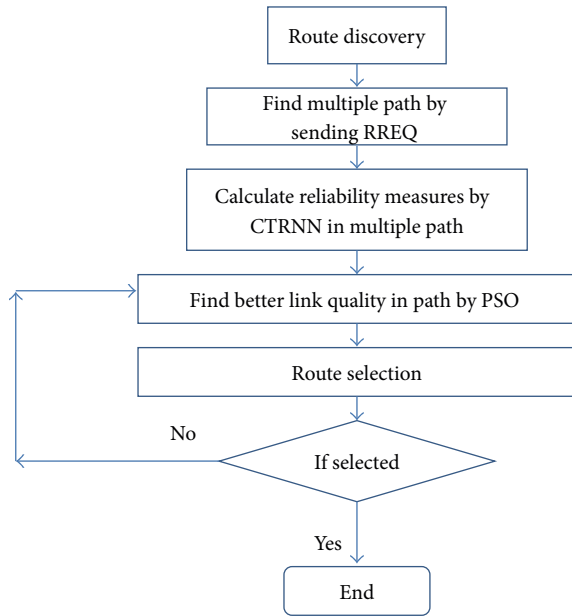 Route discovery
Find multiple path by
sending RREQ
Calculate reliability measures by
CTRNN in multiple path
Find better link quality in path by PSO
Route selection
No
If selected
Yes
End